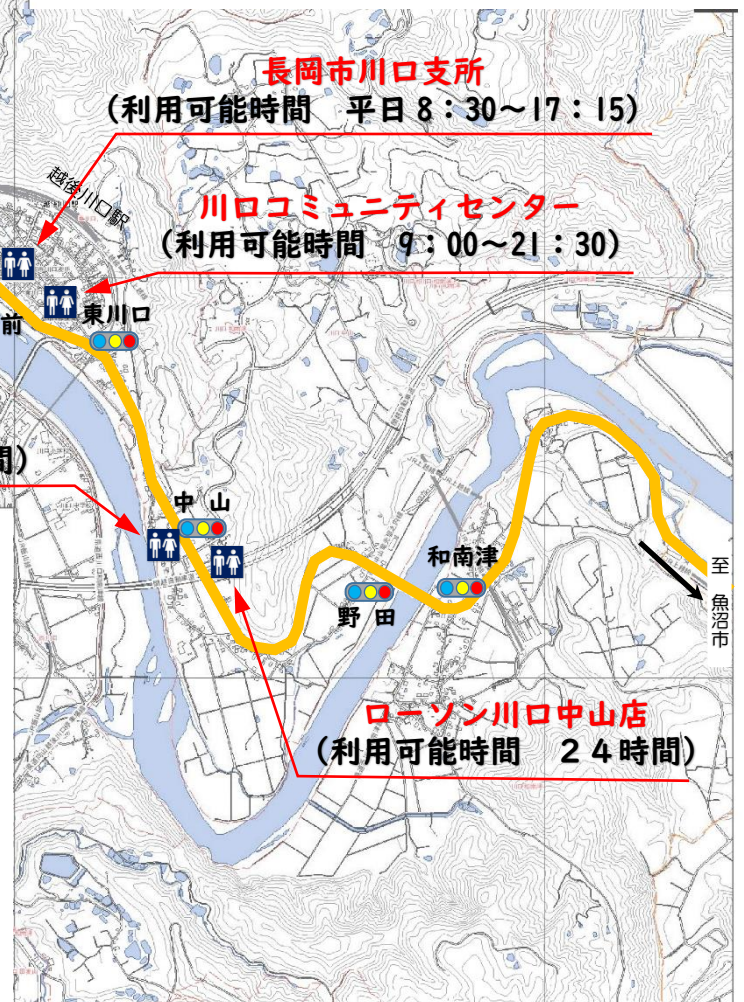 長岡市川口支所
(利用可能時間 平日8:30~17:15)
越後川口駅
川口コミュニティセンター
(利用可能時間 9:00~21:30)
前
東川口
間)
中山
和南津
野田
至 魚沼市
ローソン川口中山店
(利用可能時間 24時間)